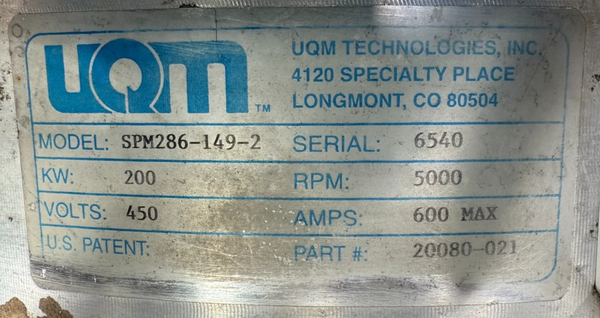 uqm™
UQM TECHNOLOGIES, INC.
4120 SPECIALTY PLACE
LONGMONT, CO 80504
MODEL: SPM286-149-2 SERIAL: 6540
KW: 200 RPM: 5000
VOLTS: 450 AMPS: 600 MAX
U.S. PATENT: PART #: 20080-021